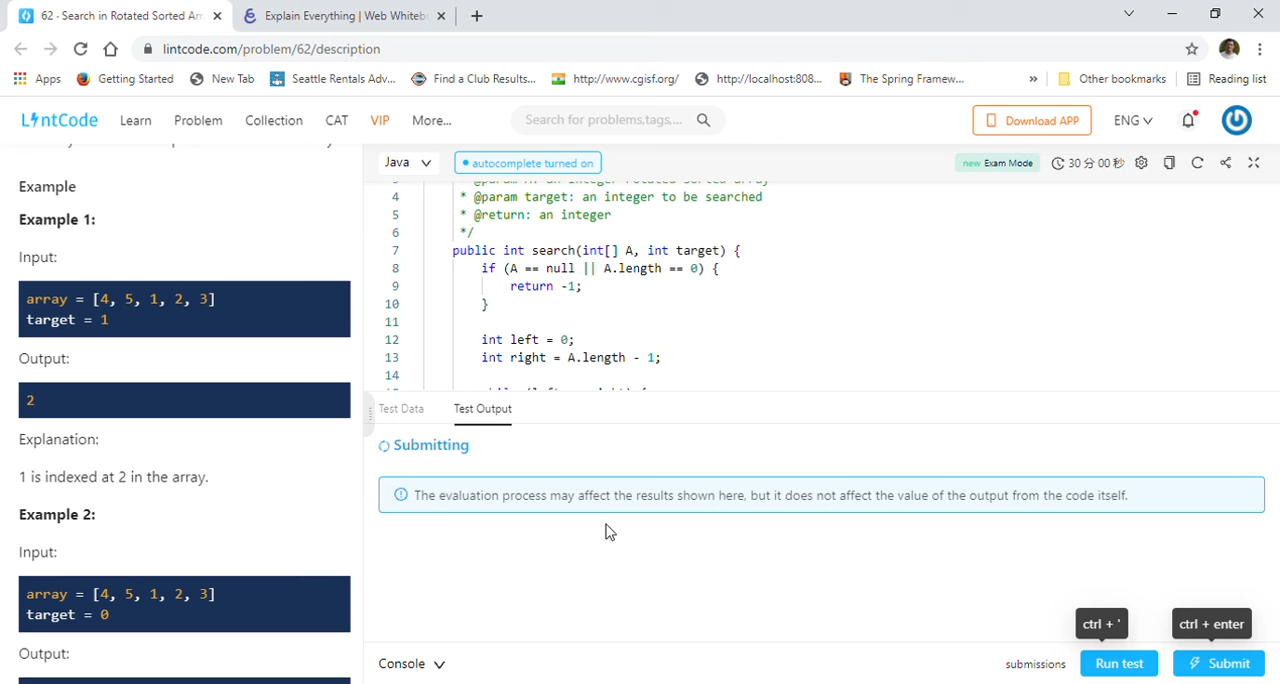 62 - Search in Rotated Sorted Arr
Explain Everything | Web Whitebo
lintcode.com/problem/62/description
Apps
Getting Started
New Tab
Seattle Rentals Adv...
Find a Club Results...
http://www.cgisf.org/
http://localhost:808...
The Spring Framew...
»
Other bookmarks
Reading list
LintCode
Learn
Problem
Collection
CAT
VIP
More...
Search for problems,tags,...
Download APP
ENG
Example
Example 1:
Input:
array = [4, 5, 1, 2, 3]
target = 1
Output:
2
Explanation:
1 is indexed at 2 in the array.
Example 2:
Input:
array = [4, 5, 1, 2, 3]
target = 0
Output:
Java
autocomplete turned on
new Exam Mode
30 分 00 秒
4 * @param target: an integer to be searched
5 * @return: an integer
6 */
7 public int search(int[] A, int target) {
8 if (A == null || A.length == 0) {
9 return -1;
10 }
11
12 int left = 0;
13 int right = A.length - 1;
14
Test Data
Test Output
Submitting
The evaluation process may affect the results shown here, but it does not affect the value of the output from the code itself.
ctrl + '
ctrl + enter
Console
submissions
Run test
Submit